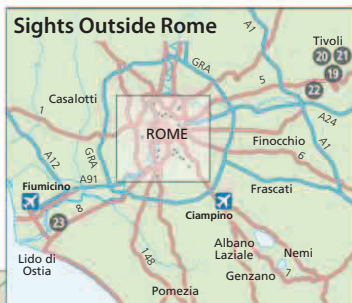 Sights Outside Rome
A1
Tivoli
20 21
19
22
GRA
5
Casalotti
1
ROME
A24
Finocchio
6
A1
A12
GRA
A91
Fiumicino
8
23
Frascati
Ciampino
Lido di
Ostia
148
Albano
Laziale
Nemi
Genzano
7
Pomezia